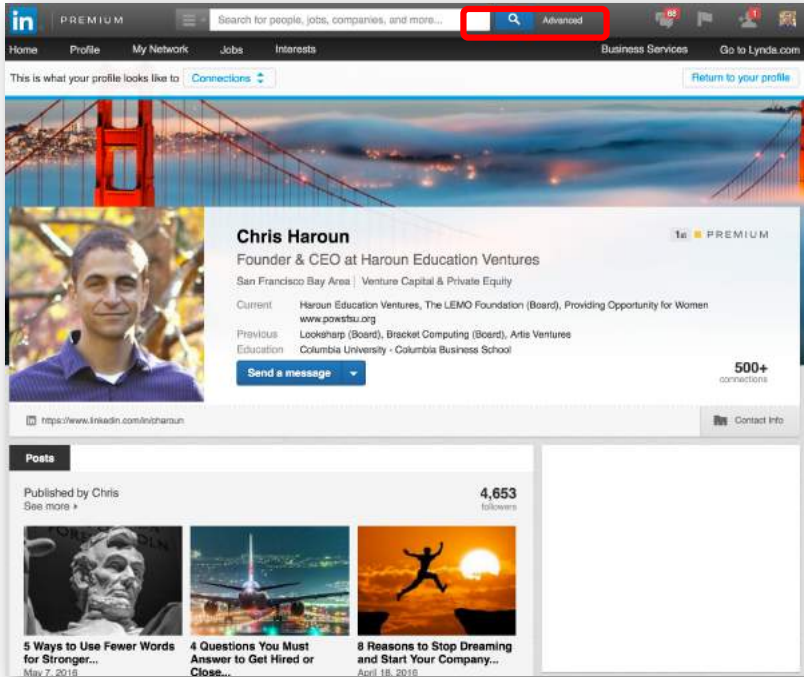 in PREMIUM Search for people, jobs, companies, and more... Advanced 68
Home Profile My Network Jobs Interests Business Services Go to Lynda.com
This is what your profile looks like to Connections Return to your profile
Chris Haroun 1st PREMIUM
Founder & CEO at Haroun Education Ventures
San Francisco Bay Area Venture Capital & Private Equity
Current Haroun Education Ventures, The LEMO Foundation (Board), Providing Opportunity for Women
www.powsfsu.org
Previous Looksharp (Board), Bracket Computing (Board), Artis Ventures
Education Columbia University - Columbia Business School
Send a message 500+
connections
in https://www.linkedin.com/in/charoun Contact Info
Posts
Published by Chris 4,653
See more followers
5 Ways to Use Fewer Words
for Stronger...
May 7, 2016
4 Questions You Must
Answer to Get Hired or
Close...
8 Reasons to Stop Dreaming
and Start Your Company...
April 18, 2016